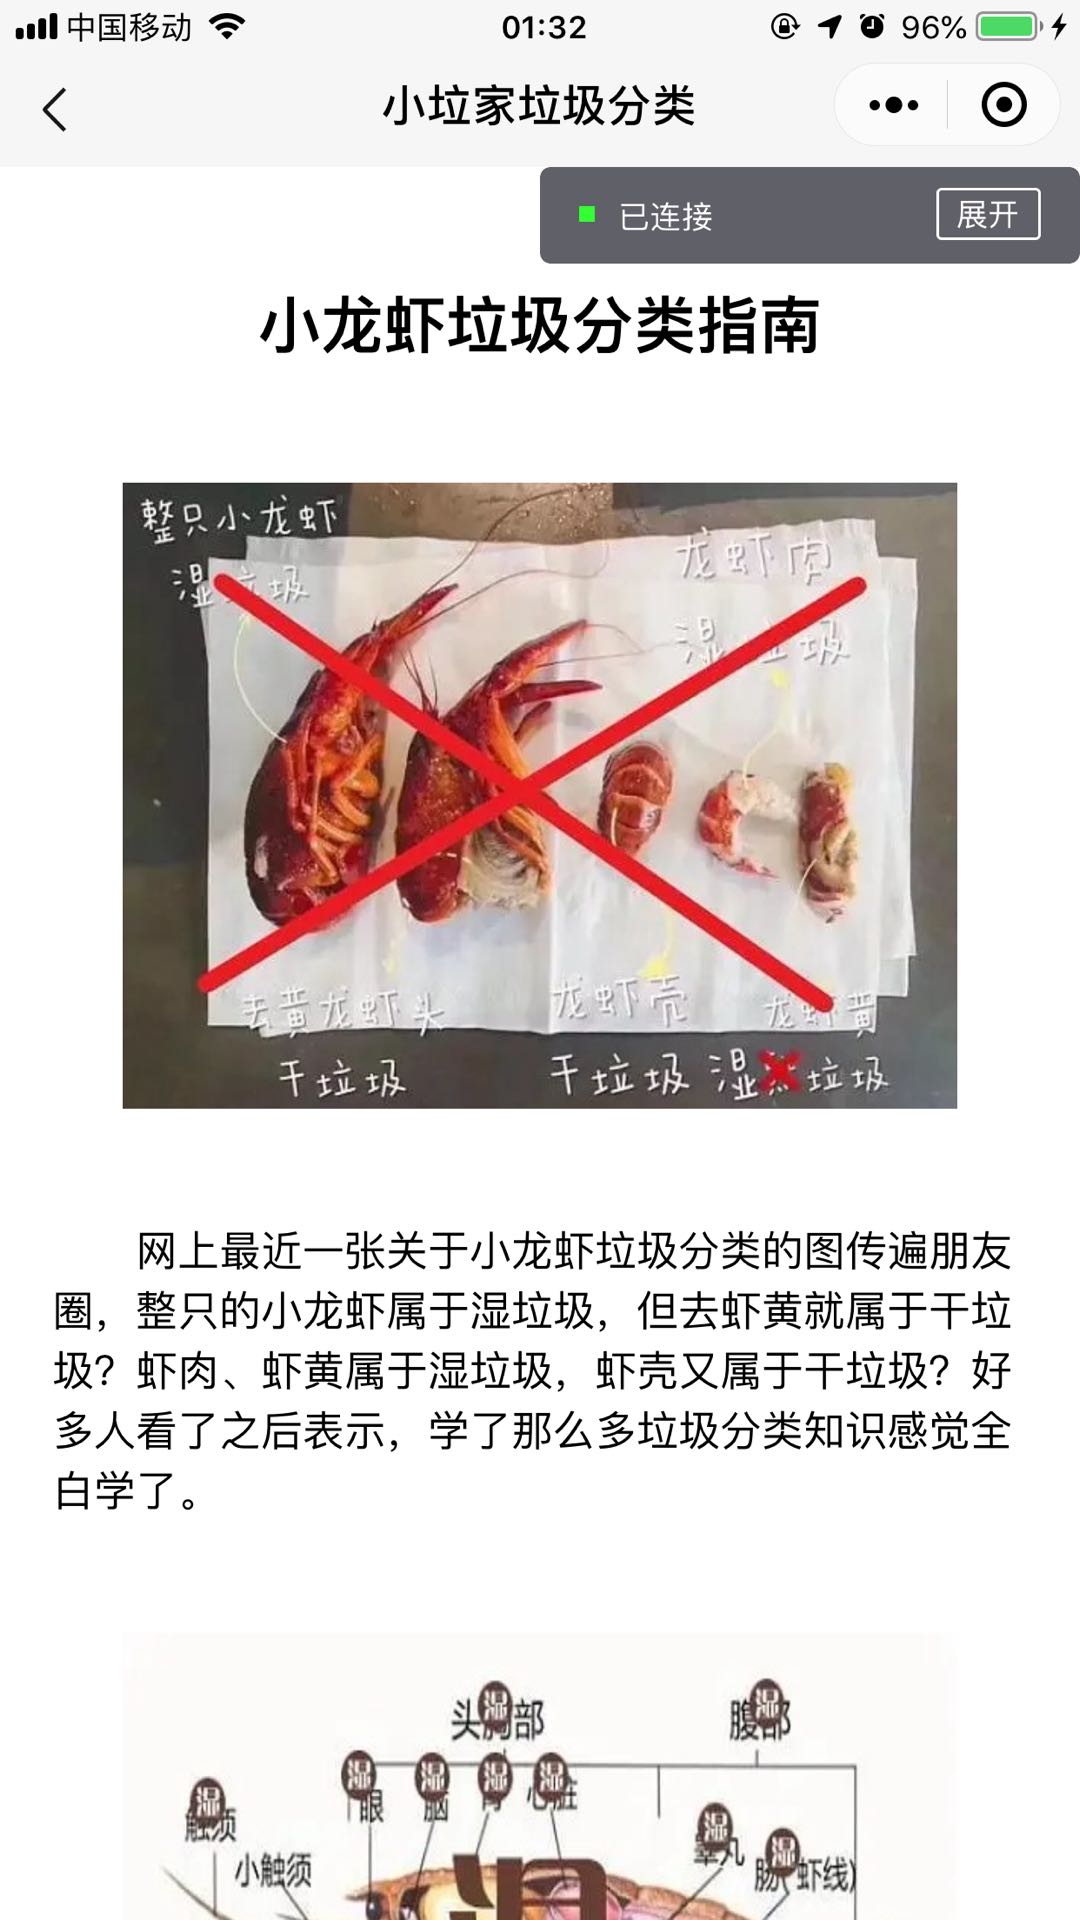 中国移动
01:32
96%
小垃家垃圾分类
已连接
展开
小龙虾垃圾分类指南
整只小龙虾
湿垃圾
龙虾肉
湿垃圾
去黄龙虾头
干垃圾
龙虾壳
干垃圾
龙虾黄
湿垃圾
网上最近一张关于小龙虾垃圾分类的图传遍朋友
圈，整只的小龙虾属于湿垃圾，但去虾黄就属于干垃
圾？虾肉、虾黄属于湿垃圾，虾壳又属于干垃圾？好
多人看了之后表示，学了那么多垃圾分类知识感觉全
白学了。
湿
湿
头胸部
腹部
湿
湿
湿
湿
眼
脑
胃
心脏
湿
触须
湿
睾丸
湿
肠(虾线)
小触须